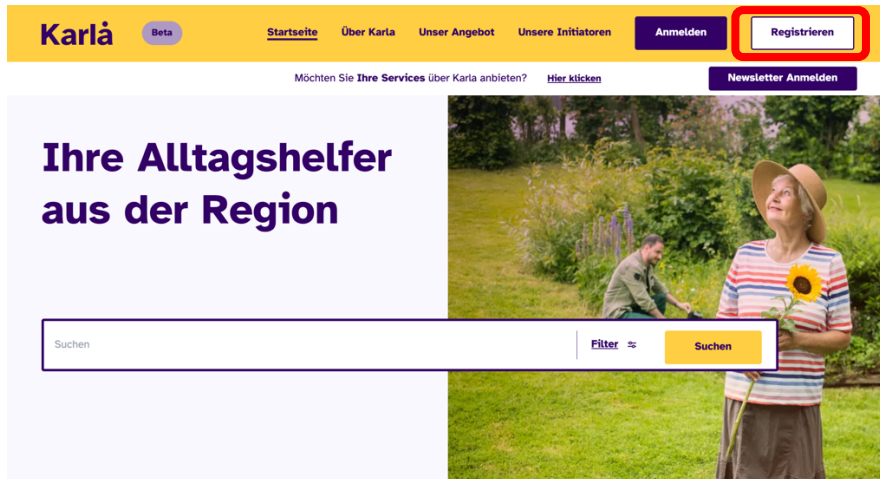 Karlå Beta Startseite Über Karla Unser Angebot Unsere Initiatoren Anmelden Registrieren
Möchten Sie Ihre Services über Karla anbieten? Hier klicken Newsletter Anmelden
Ihre Alltagshelfer
aus der Region
Suchen Filter Suchen